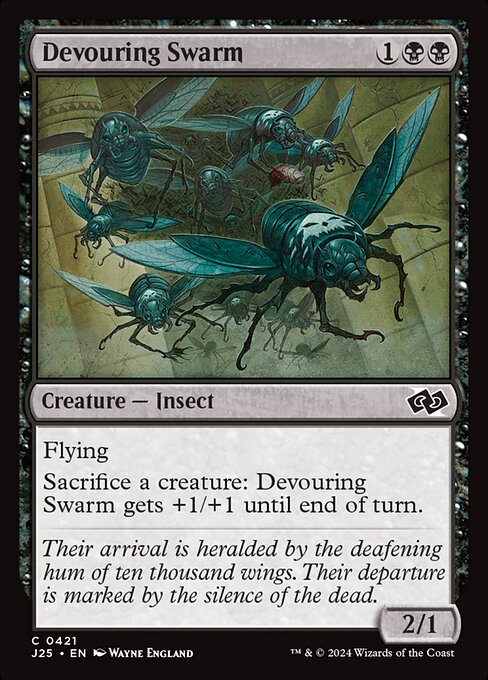 Devouring Swarm 1
Creature — Insect
Flying
Sacrifice a creature: Devouring
Swarm gets +1/+1 until end of turn.
Their arrival is heralded by the deafening
hum of ten thousand wings. Their departure
is marked by the silence of the dead.
2/1
C 0421
J25 • EN WAYNE ENGLAND
™ & © 2024 Wizards of the Coast